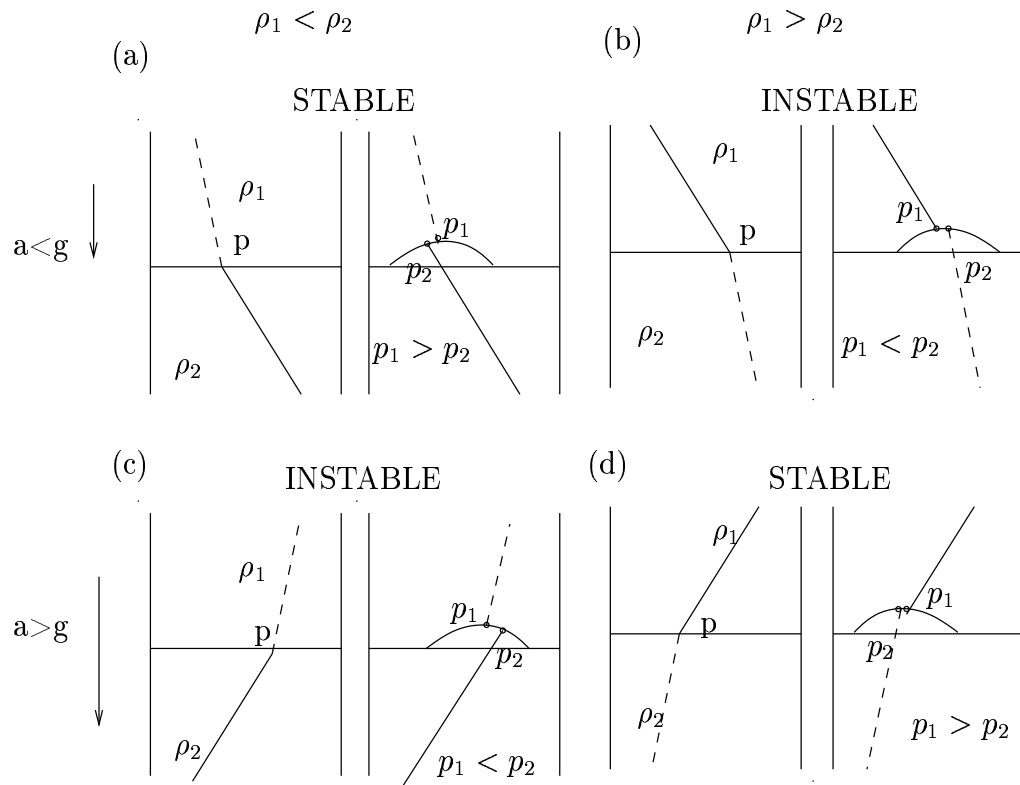 ρ₁ < ρ₂
ρ₁ > ρ₂
(a)
(b)
STABLE
INSTABLE
a<g
ρ₁
p
ρ₂
p₁
p₂
p₁ > p₂
ρ₁
p
ρ₂
p₁
p₂
p₁ < p₂
(c)
(d)
INSTABLE
STABLE
a>g
ρ₁
p
ρ₂
p₁
p₂
p₁ < p₂
ρ₁
p
ρ₂
p₁
p₂
p₁ > p₂